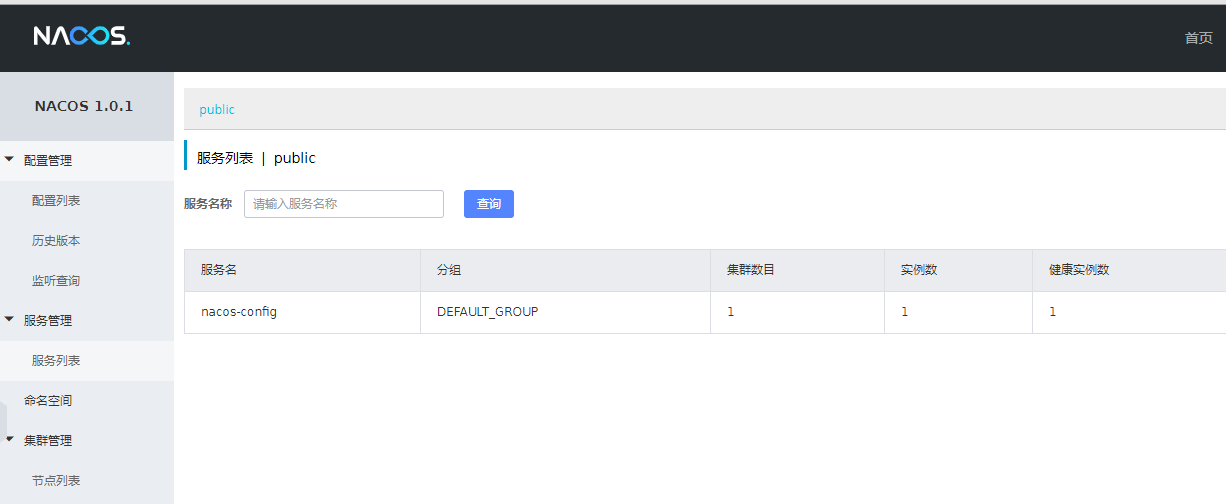 NACOS.
首页
NACOS 1.0.1
配置管理
配置列表
历史版本
监听查询
服务管理
服务列表
命名空间
集群管理
节点列表
public
服务列表 | public
服务名称 请输入服务名称 查询
服务名 分组 集群数目 实例数 健康实例数
nacos-config DEFAULT_GROUP 1 1 1